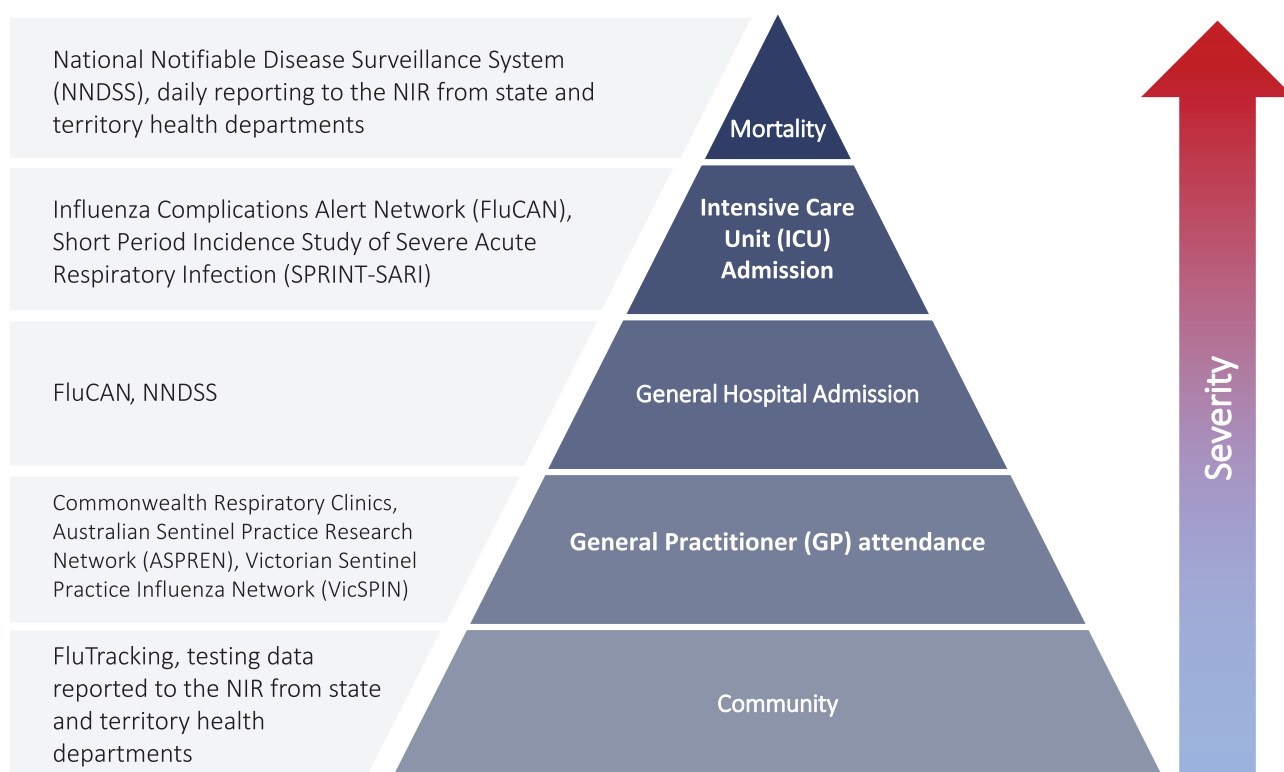 National Notifiable Disease Surveillance System
(NNDSS), daily reporting to the NIR from state and
territory health departments
Mortality
Influenza Complications Alert Network (FluCAN),
Short Period Incidence Study of Severe Acute
Respiratory Infection (SPRINT-SARI)
Intensive Care
Unit (ICU)
Admission
FluCAN, NNDSS
General Hospital Admission
Commonwealth Respiratory Clinics,
Australian Sentinel Practice Research
Network (ASPREN), Victorian Sentinel
Practice Influenza Network (VicSPIN)
General Practitioner (GP) attendance
FluTracking, testing data
reported to the NIR from state
and territory health
departments
Community
Severity